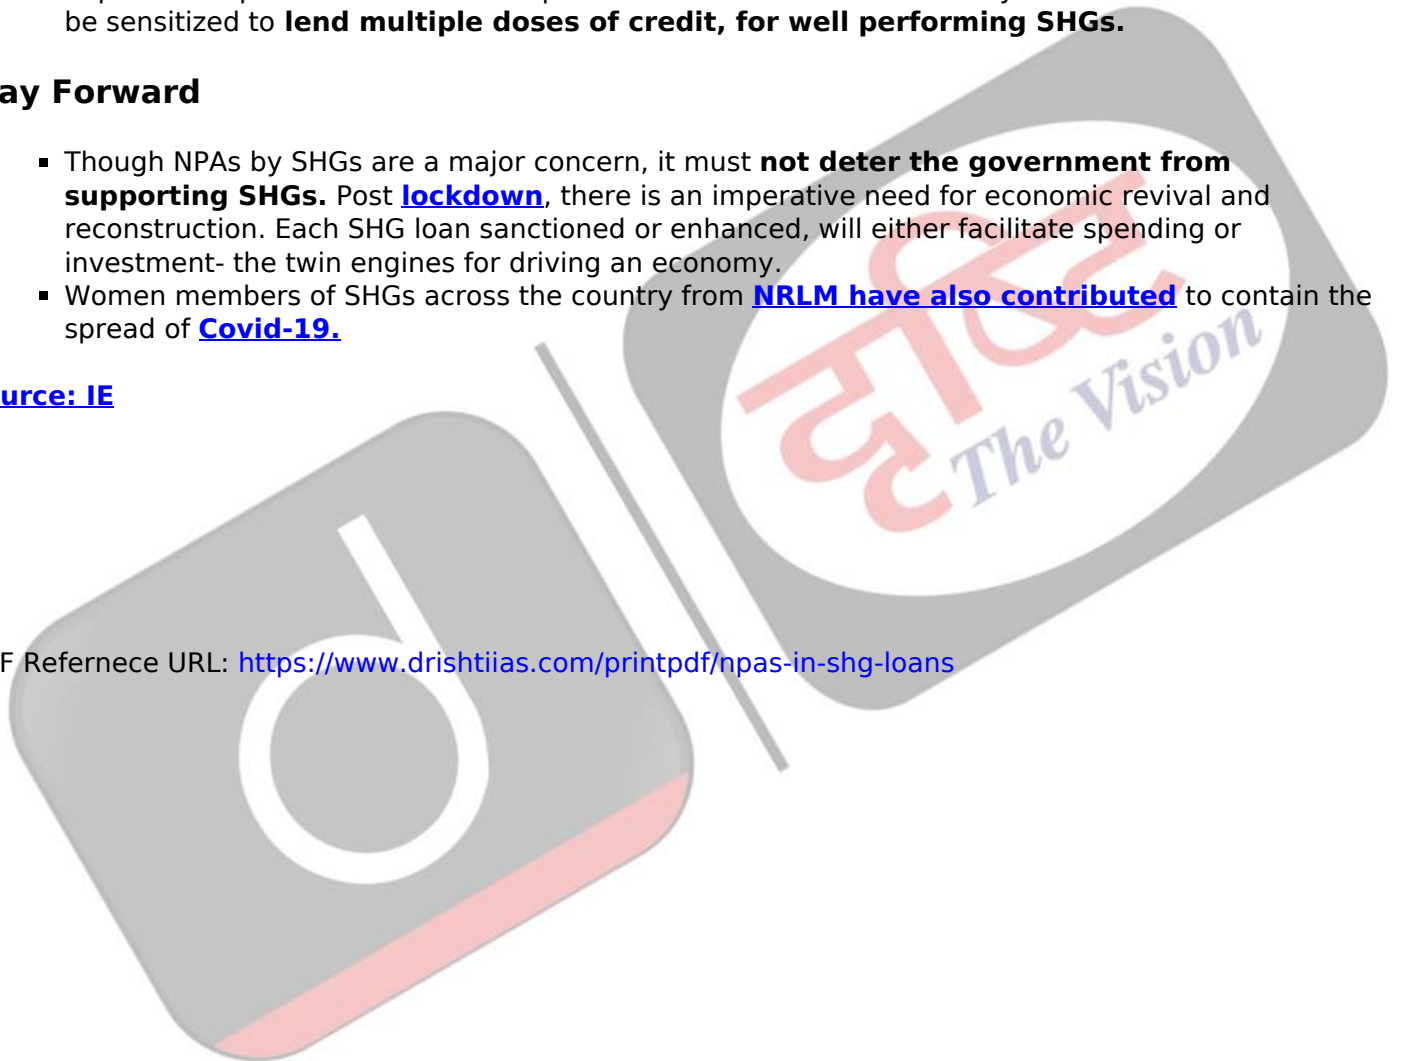 be sensitized to lend multiple doses of credit, for well performing SHGs.
ay Forward
▪ Though NPAs by SHGs are a major concern, it must not deter the government from
supporting SHGs. Post lockdown, there is an imperative need for economic revival and
reconstruction. Each SHG loan sanctioned or enhanced, will either facilitate spending or
investment- the twin engines for driving an economy.
▪ Women members of SHGs across the country from NRLM have also contributed to contain the
spread of Covid-19.
urce: IE
दृष्टि
The Vision
d
F Refernece URL: https://www.drishtiias.com/printpdf/npas-in-shg-loans